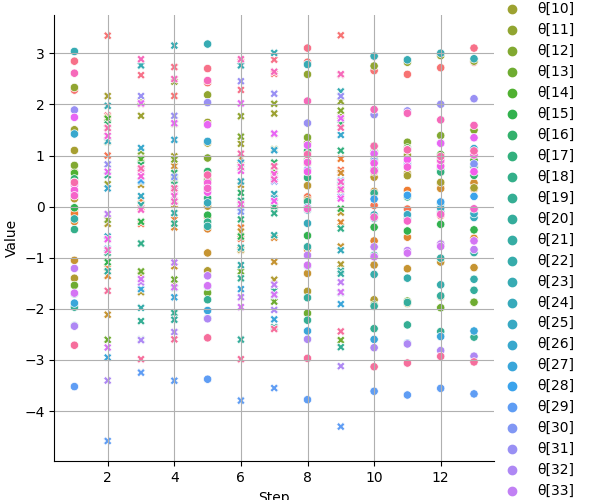 3
2
1
0
−1
−2
−3
−4
Value
2
4
6
8
10
12
Step
θ[10]
θ[11]
θ[12]
θ[13]
θ[14]
θ[15]
θ[16]
θ[17]
θ[18]
θ[19]
θ[20]
θ[21]
θ[22]
θ[23]
θ[24]
θ[25]
θ[26]
θ[27]
θ[28]
θ[29]
θ[30]
θ[31]
θ[32]
θ[33]